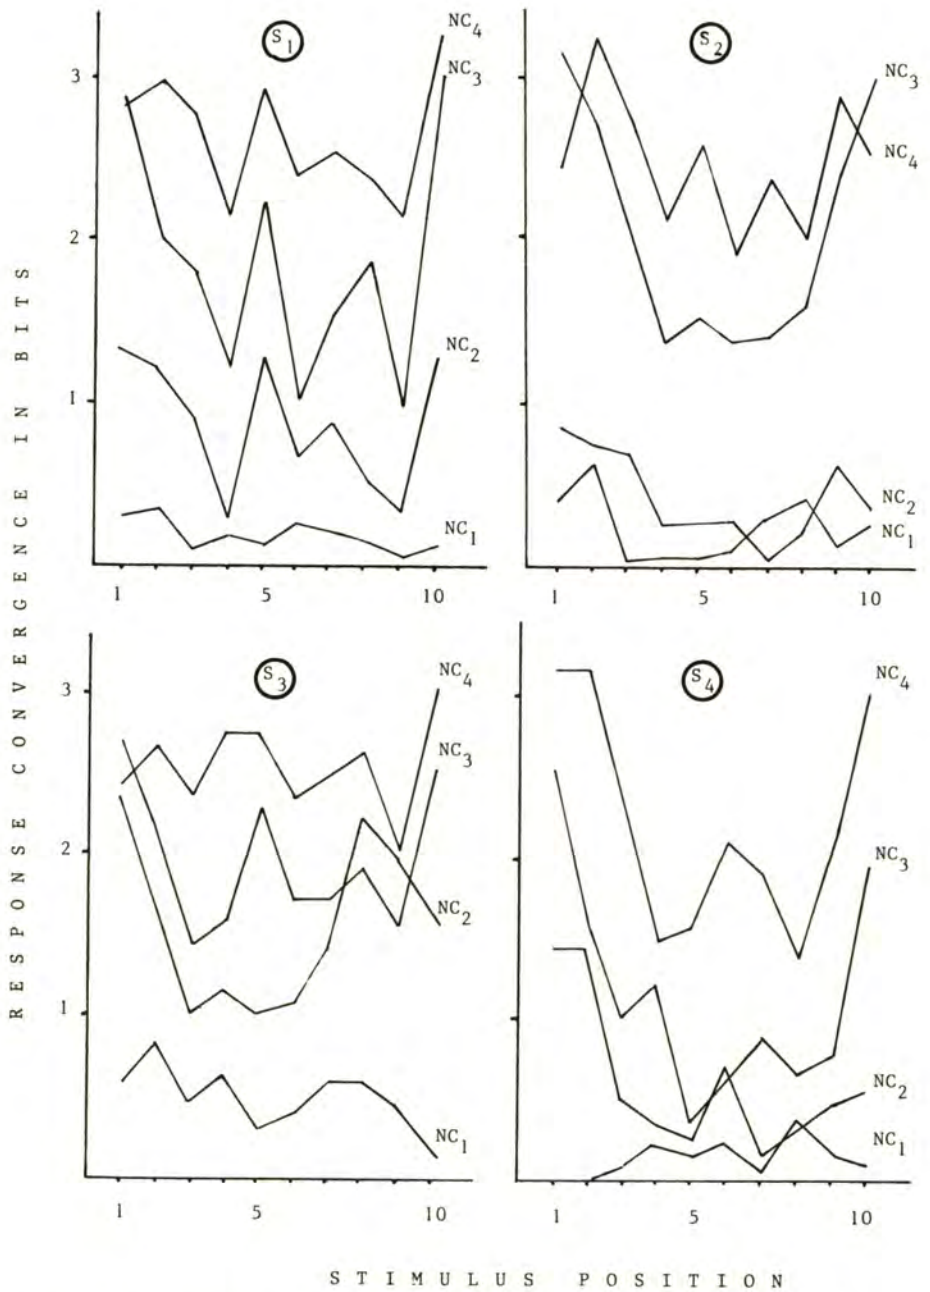 RESPONSE CONVERGENCE IN BITS
S1
3
2
1
NC4
NC3
NC2
NC1
1 5 10
S2
NC3
NC4
NC2
NC1
1 5 10
S3
3
2
1
NC4
NC3
NC2
NC1
1 5 10
S4
NC4
NC3
NC2
NC1
1 5 10
STIMULUS POSITION